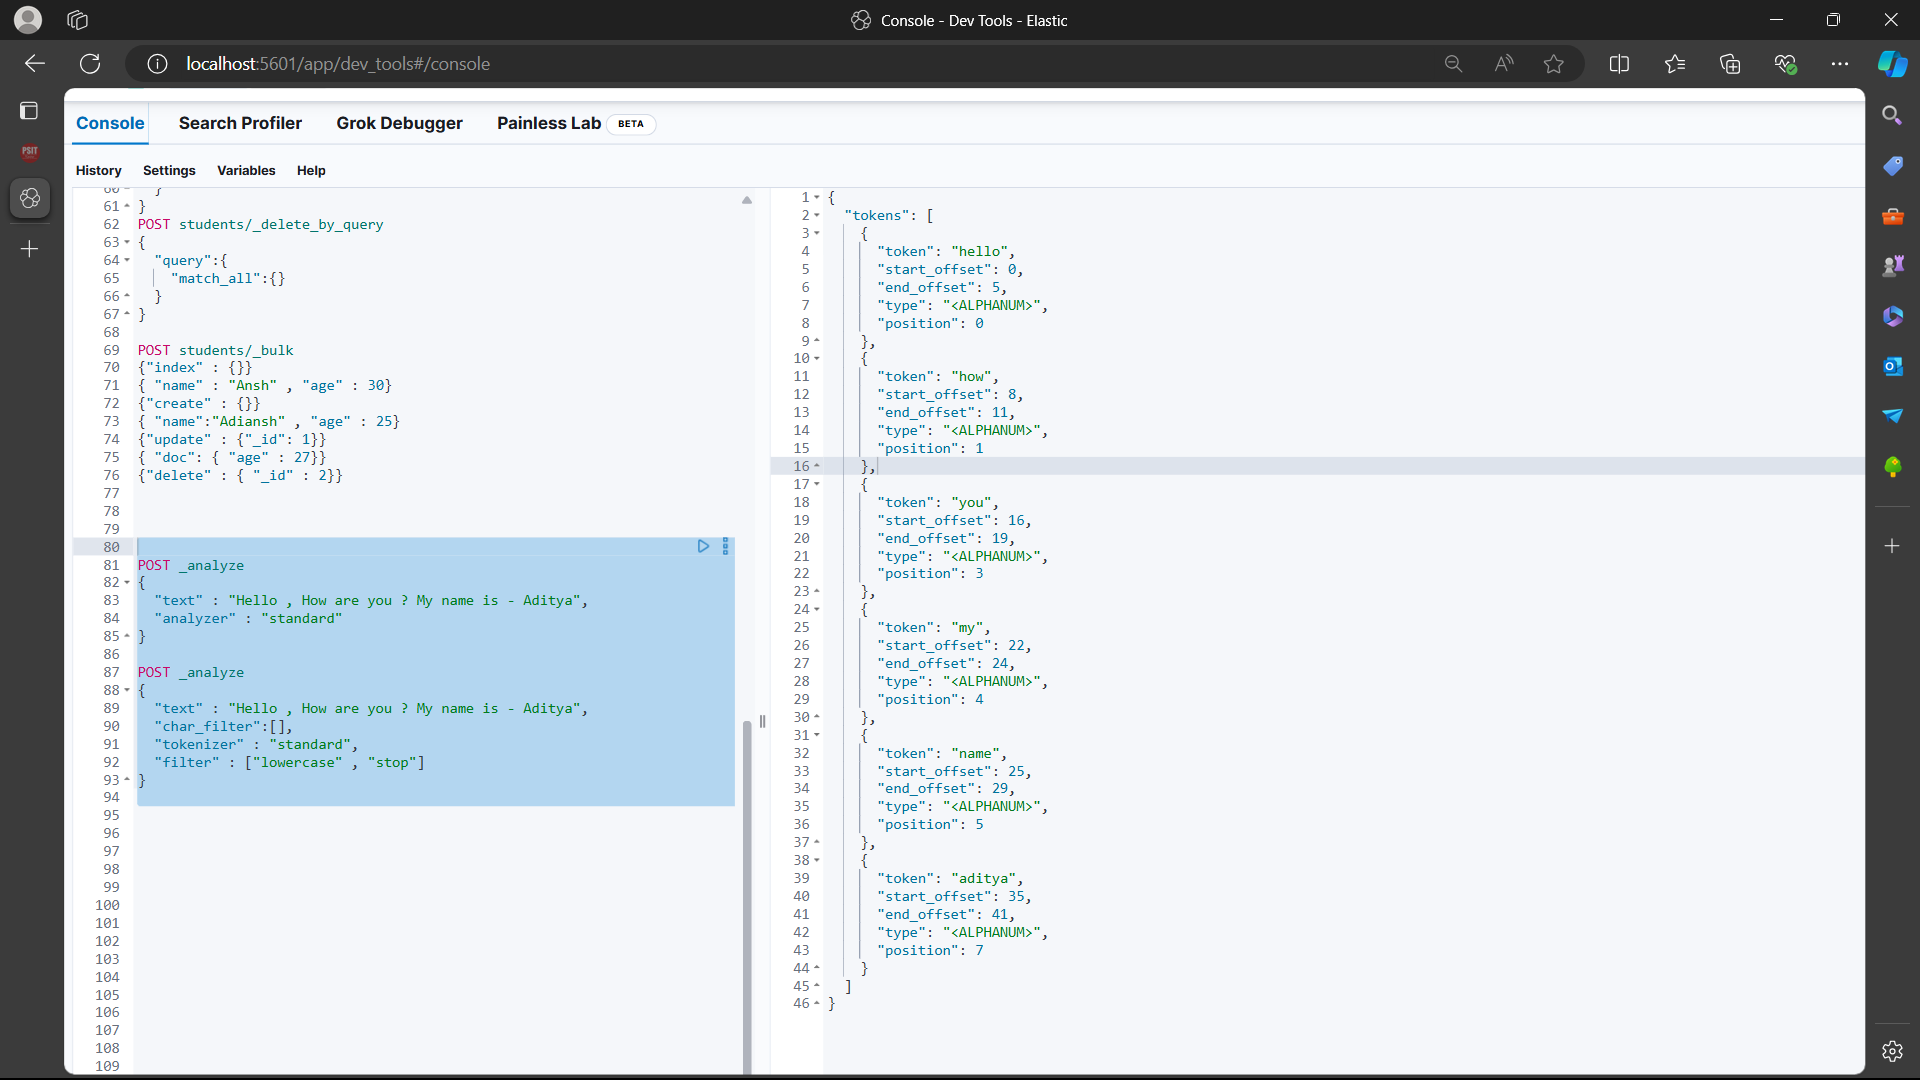 Console - Dev Tools - Elastic
localhost:5601/app/dev_tools#/console
Console Search Profiler Grok Debugger Painless Lab BETA
History Settings Variables Help
60 }
61 }
62 POST students/_delete_by_query
63 {
64 "query":{
65 "match_all":{}
66 }
67 }
68
69 POST students/_bulk
70 {"index" : {}}
71 { "name" : "Ansh" , "age" : 30}
72 {"create" : {}}
73 { "name":"Adiansh" , "age" : 25}
74 {"update" : {"_id": 1}}
75 { "doc": { "age" : 27}}
76 {"delete" : { "_id" : 2}}
77
78
79
80
81 POST _analyze
82 {
83 "text" : "Hello , How are you ? My name is - Aditya",
84 "analyzer" : "standard"
85 }
86
87 POST _analyze
88 {
89 "text" : "Hello , How are you ? My name is - Aditya",
90 "char_filter":[],
91 "tokenizer" : "standard",
92 "filter" : ["lowercase" , "stop"]
93 }
94
95
96
97
98
99
100
101
102
103
104
105
106
107
108
109
1 {
2 "tokens": [
3 {
4 "token": "hello",
5 "start_offset": 0,
6 "end_offset": 5,
7 "type": "<ALPHANUM>",
8 "position": 0
9 },
10 {
11 "token": "how",
12 "start_offset": 8,
13 "end_offset": 11,
14 "type": "<ALPHANUM>",
15 "position": 1
16 },
17 {
18 "token": "you",
19 "start_offset": 16,
20 "end_offset": 19,
21 "type": "<ALPHANUM>",
22 "position": 3
23 },
24 {
25 "token": "my",
26 "start_offset": 22,
27 "end_offset": 24,
28 "type": "<ALPHANUM>",
29 "position": 4
30 },
31 {
32 "token": "name",
33 "start_offset": 25,
34 "end_offset": 29,
35 "type": "<ALPHANUM>",
36 "position": 5
37 },
38 {
39 "token": "aditya",
40 "start_offset": 35,
41 "end_offset": 41,
42 "type": "<ALPHANUM>",
43 "position": 7
44 }
45 ]
46 }
PSIT